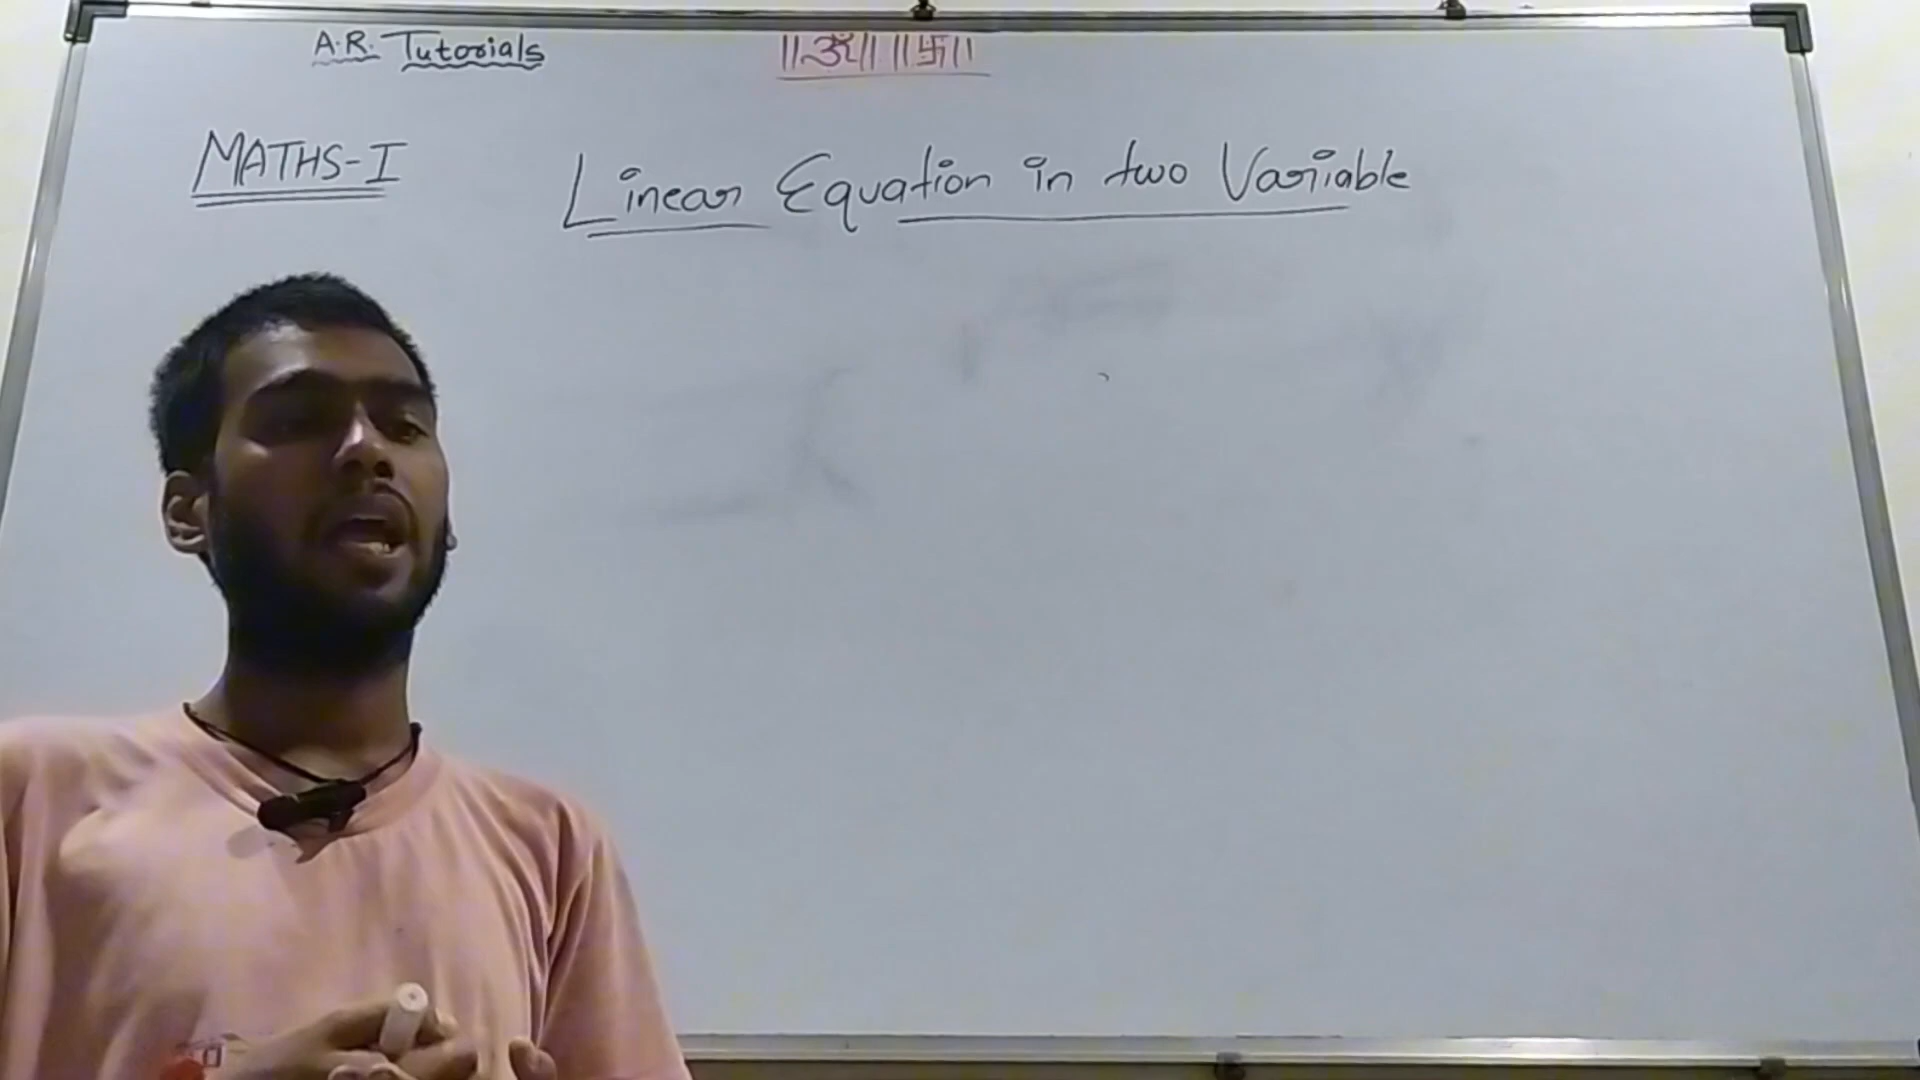 A.R. Tutorials
||ॐ|| ||卐||
MATHS-I
Linear Equation in two Variable